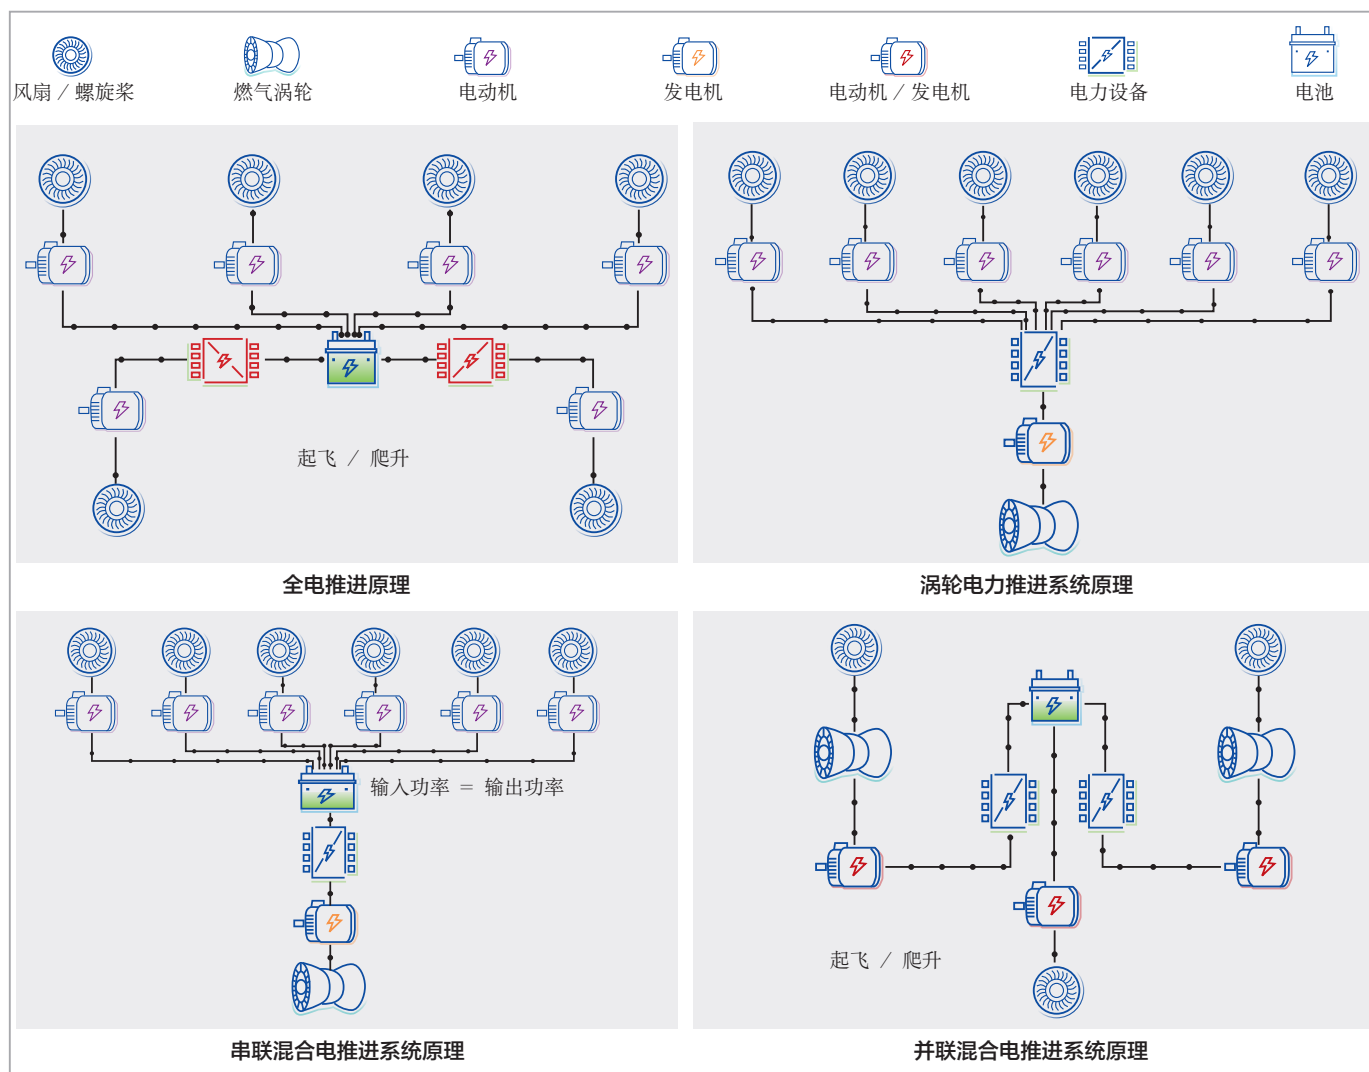 风扇 / 螺旋桨
燃气涡轮
电动机
发电机
电动机 / 发电机
电力设备
电池
起飞 / 爬升
全电推进原理
涡轮电力推进系统原理
输入功率 = 输出功率
串联混合电推进系统原理
起飞 / 爬升
并联混合电推进系统原理